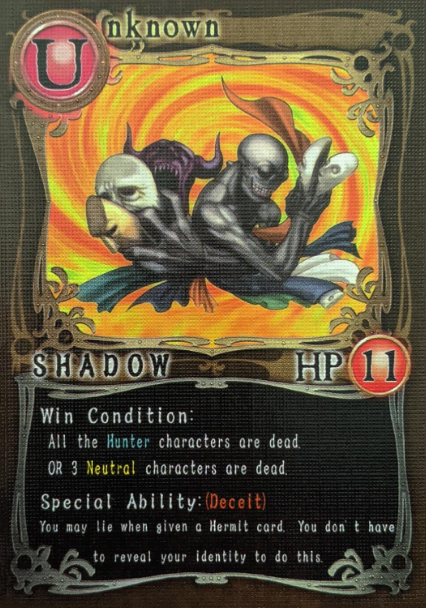 Unknown
SHADOW HP 11
Win Condition:
All the Hunter characters are dead.
OR 3 Neutral characters are dead.
Special Ability:(Deceit)
You may lie when given a Hermit card. You don't have
to reveal your identity to do this.